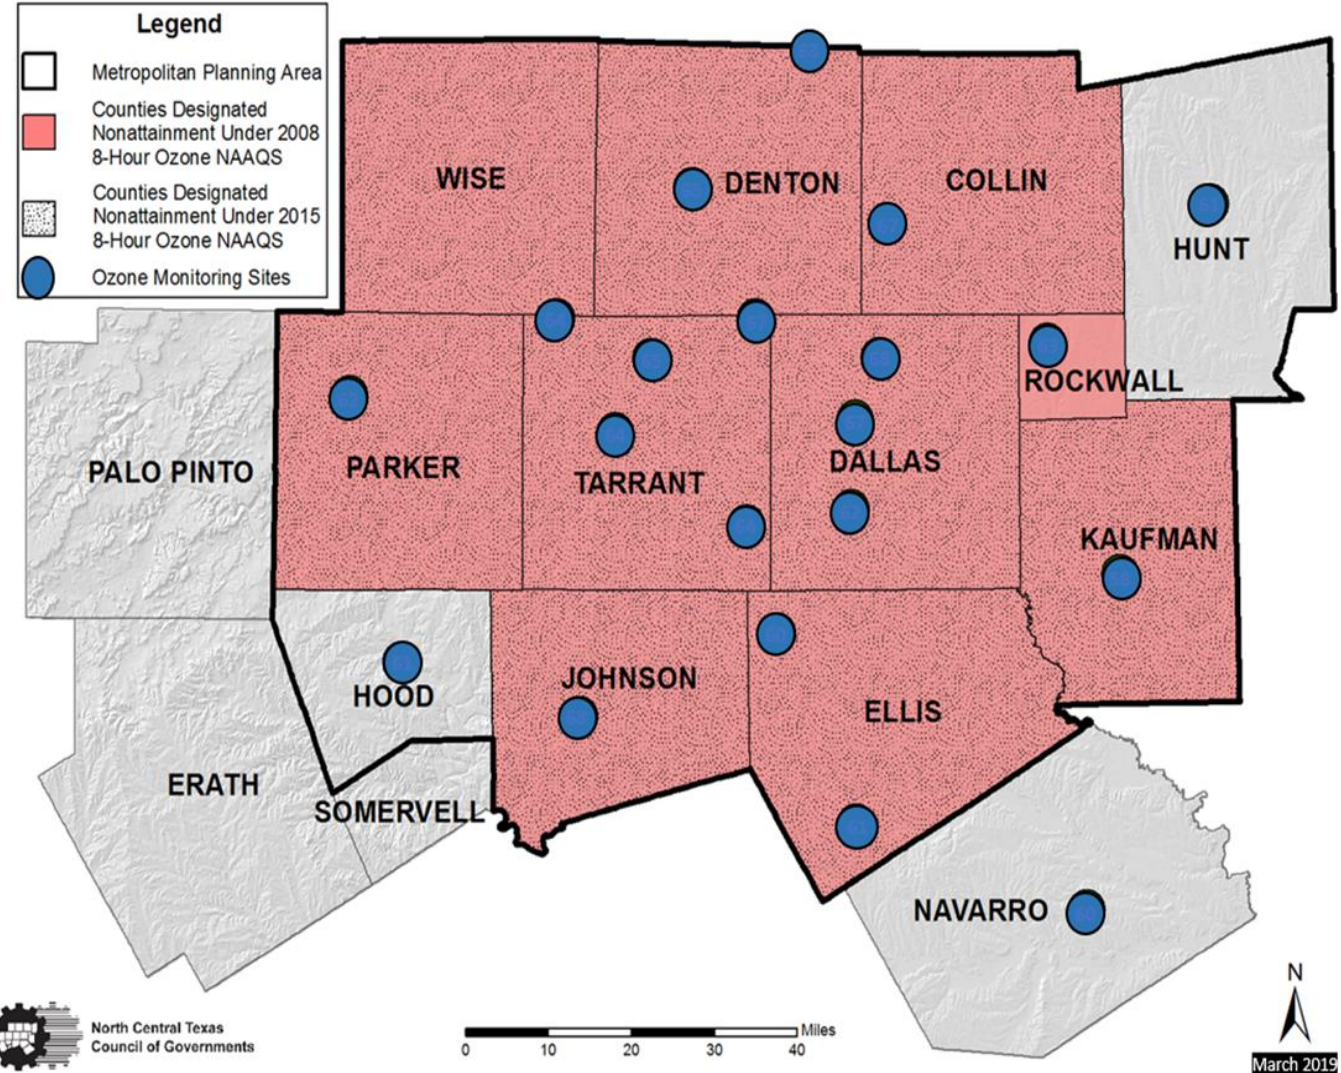 Legend
Metropolitan Planning Area
Counties Designated
Nonattainment Under 2008
8-Hour Ozone NAAQS
Counties Designated
Nonattainment Under 2015
8-Hour Ozone NAAQS
Ozone Monitoring Sites
WISE
DENTON
COLLIN
HUNT
ROCKWALL
PALO PINTO
PARKER
TARRANT
DALLAS
KAUFMAN
HOOD
JOHNSON
ELLIS
ERATH
SOMERVELL
NAVARRO
North Central Texas
Council of Governments
Miles
0 10 20 30 40
N
March 2019